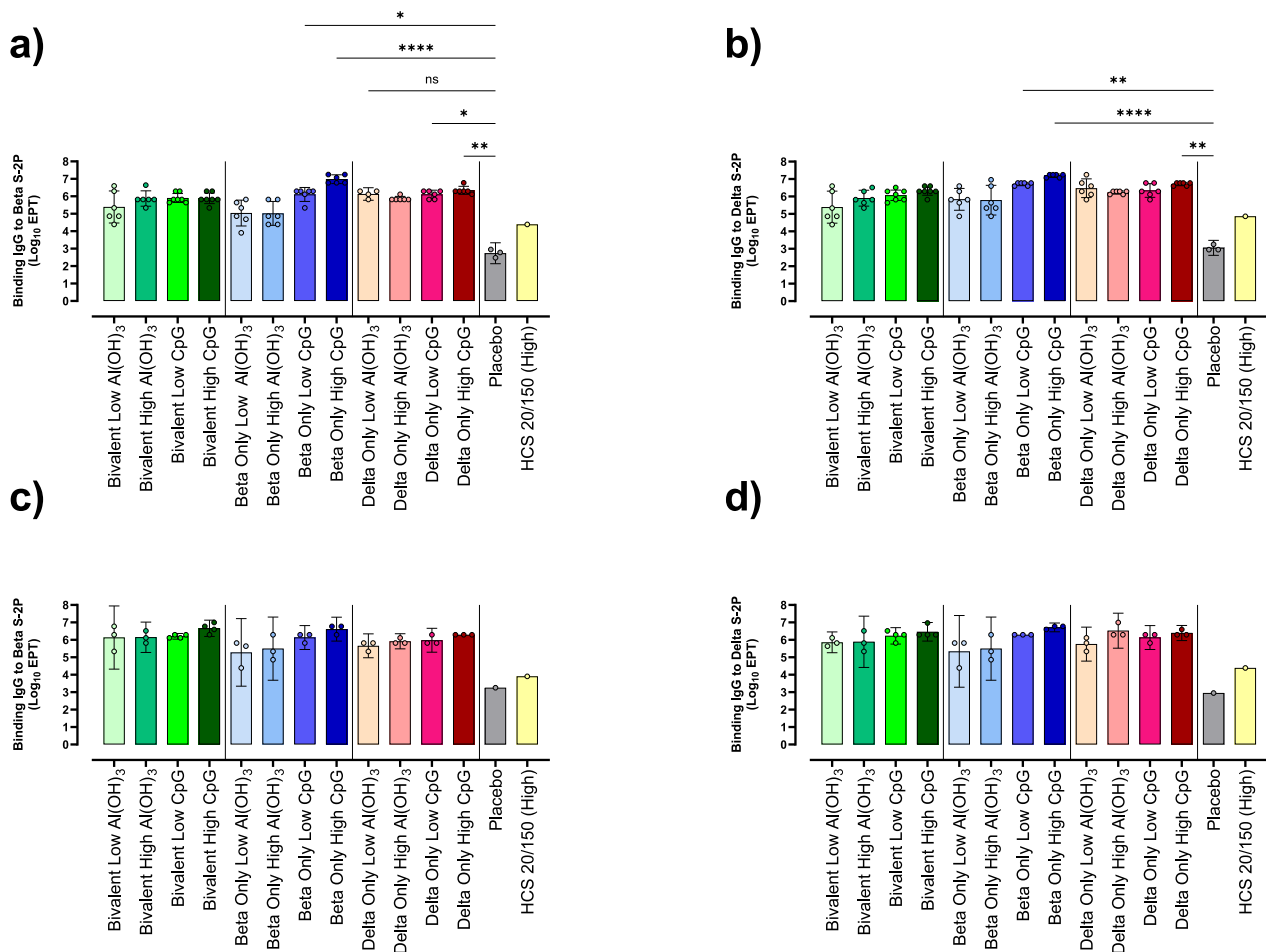 a)
*
****
ns
*
**
Binding IgG to Beta S-2P
(Log10 EPT)
8
7
6
5
4
3
2
1
0
Bivalent Low Al(OH)3
Bivalent High Al(OH)3
Bivalent Low CpG
Bivalent High CpG
Beta Only Low Al(OH)3
Beta Only High Al(OH)3
Beta Only Low CpG
Beta Only High CpG
Delta Only Low Al(OH)3
Delta Only High Al(OH)3
Delta Only Low CpG
Delta Only High CpG
Placebo
HCS 20/150 (High)
b)
**
****
**
Binding IgG to Delta S-2P
(Log10 EPT)
8
7
6
5
4
3
2
1
0
Bivalent Low Al(OH)3
Bivalent High Al(OH)3
Bivalent Low CpG
Bivalent High CpG
Beta Only Low Al(OH)3
Beta Only High Al(OH)3
Beta Only Low CpG
Beta Only High CpG
Delta Only Low Al(OH)3
Delta Only High Al(OH)3
Delta Only Low CpG
Delta Only High CpG
Placebo
HCS 20/150 (High)
c)
Binding IgG to Beta S-2P
(Log10 EPT)
8
7
6
5
4
3
2
1
0
Bivalent Low Al(OH)3
Bivalent High Al(OH)3
Bivalent Low CpG
Bivalent High CpG
Beta Only Low Al(OH)3
Beta Only High Al(OH)3
Beta Only Low CpG
Beta Only High CpG
Delta Only Low Al(OH)3
Delta Only High Al(OH)3
Delta Only Low CpG
Delta Only High CpG
Placebo
HCS 20/150 (High)
d)
Binding IgG to Delta S-2P
(Log10 EPT)
8
7
6
5
4
3
2
1
0
Bivalent Low Al(OH)3
Bivalent High Al(OH)3
Bivalent Low CpG
Bivalent High CpG
Beta Only Low Al(OH)3
Beta Only High Al(OH)3
Beta Only Low CpG
Beta Only High CpG
Delta Only Low Al(OH)3
Delta Only High Al(OH)3
Delta Only Low CpG
Delta Only High CpG
Placebo
HCS 20/150 (High)